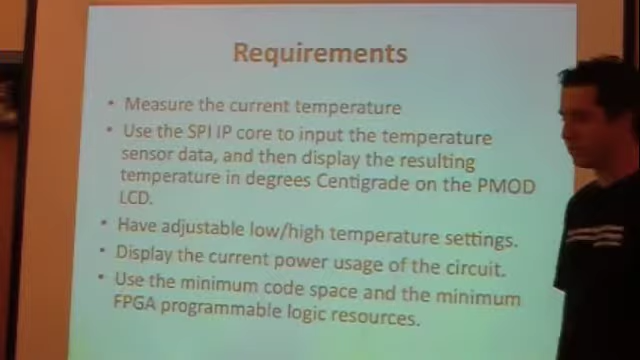 Requirements
• Measure the current temperature
• Use the SPI IP core to input the temperature
sensor data, and then display the resulting
temperature in degrees Centigrade on the PMOD
LCD.
• Have adjustable low/high temperature settings.
• Display the current power usage of the circuit.
• Use the minimum code space and the minimum
FPGA programmable logic resources.